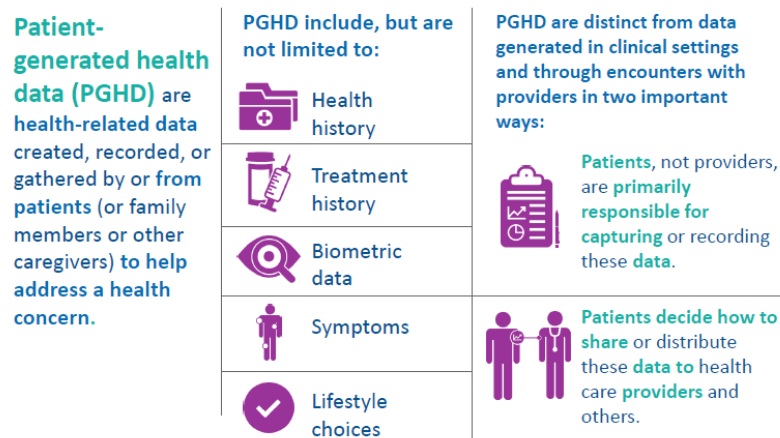 Patient-
generated health
data (PGHD) are
health-related data
created, recorded, or
gathered by or from
patients (or family
members or other
caregivers) to help
address a health
concern.
PGHD include, but are
not limited to:
Health
history
Treatment
history
Biometric
data
Symptoms
Lifestyle
choices
PGHD are distinct from data
generated in clinical settings
and through encounters with
providers in two important
ways:
Patients, not providers,
are primarily
responsible for
capturing or recording
these data.
Patients decide how to
share or distribute
these data to health
care providers and
others.